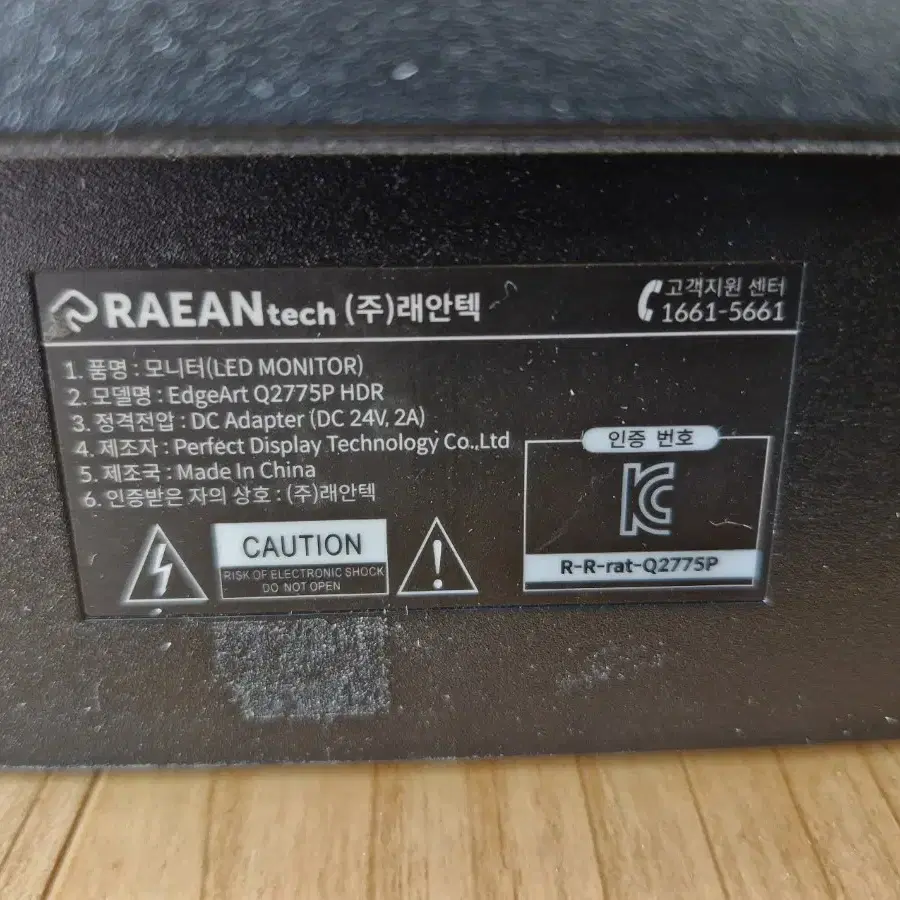 RAEAN tech (주)래안텍
고객지원 센터
1661-5661
1. 품명 : 모니터(LED MONITOR)
2. 모델명 : EdgeArt Q2775P HDR
3. 정격전압 : DC Adapter (DC 24V, 2A)
4. 제조자 : Perfect Display Technology Co.,Ltd
5. 제조국 : Made In China
6. 인증받은 자의 상호 : (주)래안텍
인증 번호
R-R-rat-Q2775P
CAUTION
RISK OF ELECTRONIC SHOCK
DO NOT OPEN